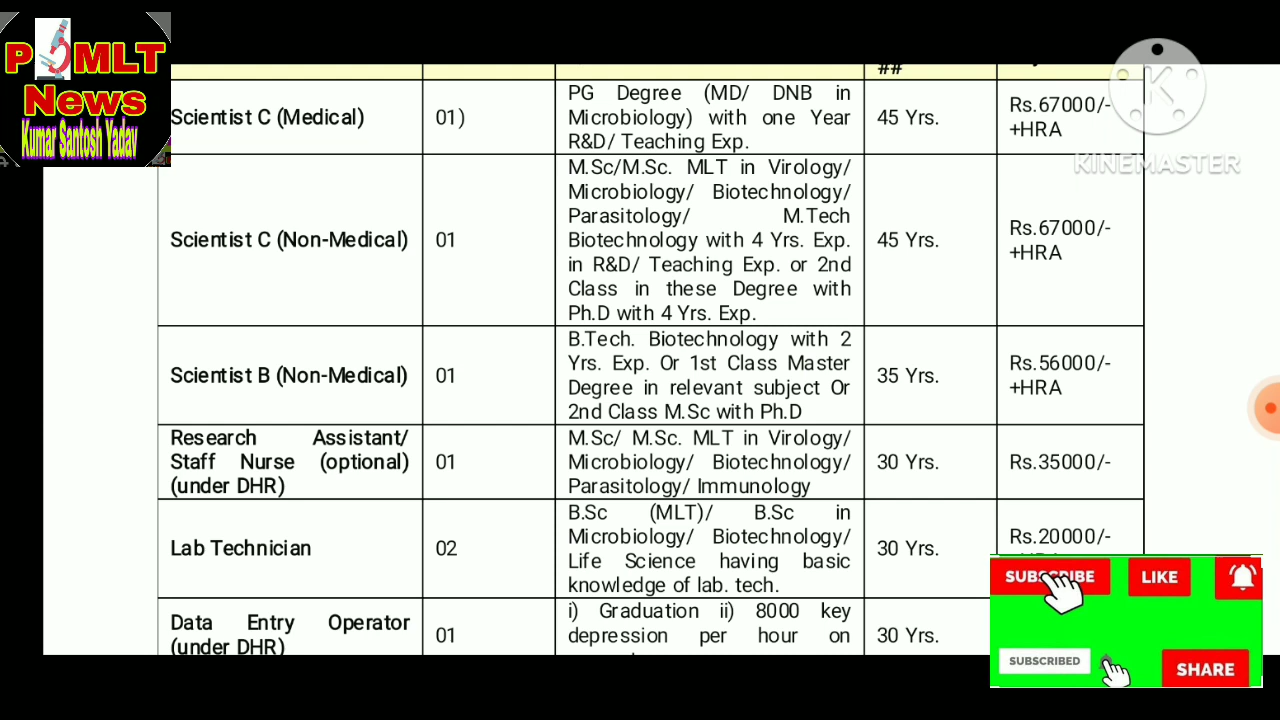 P MLT
News
Kumar Santosh Yadav
KINEMASTER
##
Scientist C (Medical)
01)
PG Degree (MD/ DNB in
Microbiology) with one Year
R&D/ Teaching Exp.
45 Yrs.
Rs.67000/-
+HRA
Scientist C (Non-Medical)
01
M.Sc/M.Sc. MLT in Virology/
Microbiology/ Biotechnology/
Parasitology/ M.Tech
Biotechnology with 4 Yrs. Exp.
in R&D/ Teaching Exp. or 2nd
Class in these Degree with
Ph.D with 4 Yrs. Exp.
45 Yrs.
Rs.67000/-
+HRA
Scientist B (Non-Medical)
01
B.Tech. Biotechnology with 2
Yrs. Exp. Or 1st Class Master
Degree in relevant subject Or
2nd Class M.Sc with Ph.D
35 Yrs.
Rs.56000/-
+HRA
Research Assistant/
Staff Nurse (optional)
(under DHR)
01
M.Sc/ M.Sc. MLT in Virology/
Microbiology/ Biotechnology/
Parasitology/ Immunology
30 Yrs.
Rs.35000/-
Lab Technician
02
B.Sc (MLT)/ B.Sc in
Microbiology/ Biotechnology/
Life Science having basic
knowledge of lab. tech.
30 Yrs.
Rs.20000/-
Data Entry Operator
(under DHR)
01
i) Graduation ii) 8000 key
depression per hour on
30 Yrs.
SUBSCRIBE
LIKE
SUBSCRIBED
SHARE